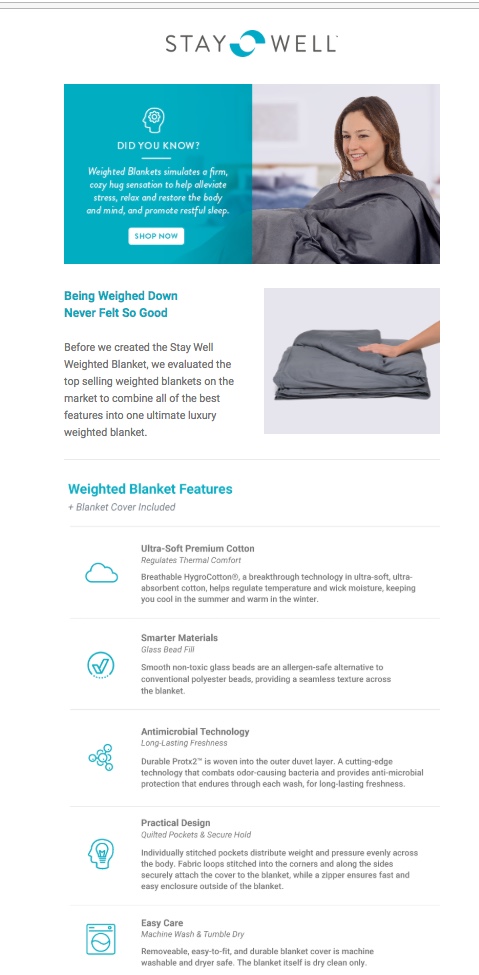 STAY WELL
DID YOU KNOW?
Weighted Blankets simulates a firm,
cozy hug sensation to help alleviate
stress, relax and restore the body
and mind, and promote restful sleep.
SHOP NOW
Being Weighed Down
Never Felt So Good
Before we created the Stay Well
Weighted Blanket, we evaluated the
top selling weighted blankets on the
market to combine all of the best
features into one ultimate luxury
weighted blanket.
Weighted Blanket Features
+ Blanket Cover Included
Ultra-Soft Premium Cotton
Regulates Thermal Comfort
Breathable HygroCotton®, a breakthrough technology in ultra-soft, ultra-
absorbent cotton, helps regulate temperature and wick moisture, keeping
you cool in the summer and warm in the winter.
Smarter Materials
Glass Bead Fill
Smooth non-toxic glass beads are an allergen-safe alternative to
conventional polyester beads, providing a seamless texture across
the blanket.
Antimicrobial Technology
Long-Lasting Freshness
Durable Protx2™ is woven into the outer duvet layer. A cutting-edge
technology that combats odor-causing bacteria and provides anti-microbial
protection that endures through each wash, for long-lasting freshness.
Practical Design
Quilted Pockets & Secure Hold
Individually stitched pockets distribute weight and pressure evenly across
the body. Fabric loops stitched into the corners and along the sides
securely attach the cover to the blanket, while a zipper ensures fast and
easy enclosure outside of the blanket.
Easy Care
Machine Wash & Tumble Dry
Removeable, easy-to-fit, and durable blanket cover is machine
washable and dryer safe. The blanket itself is dry clean only.